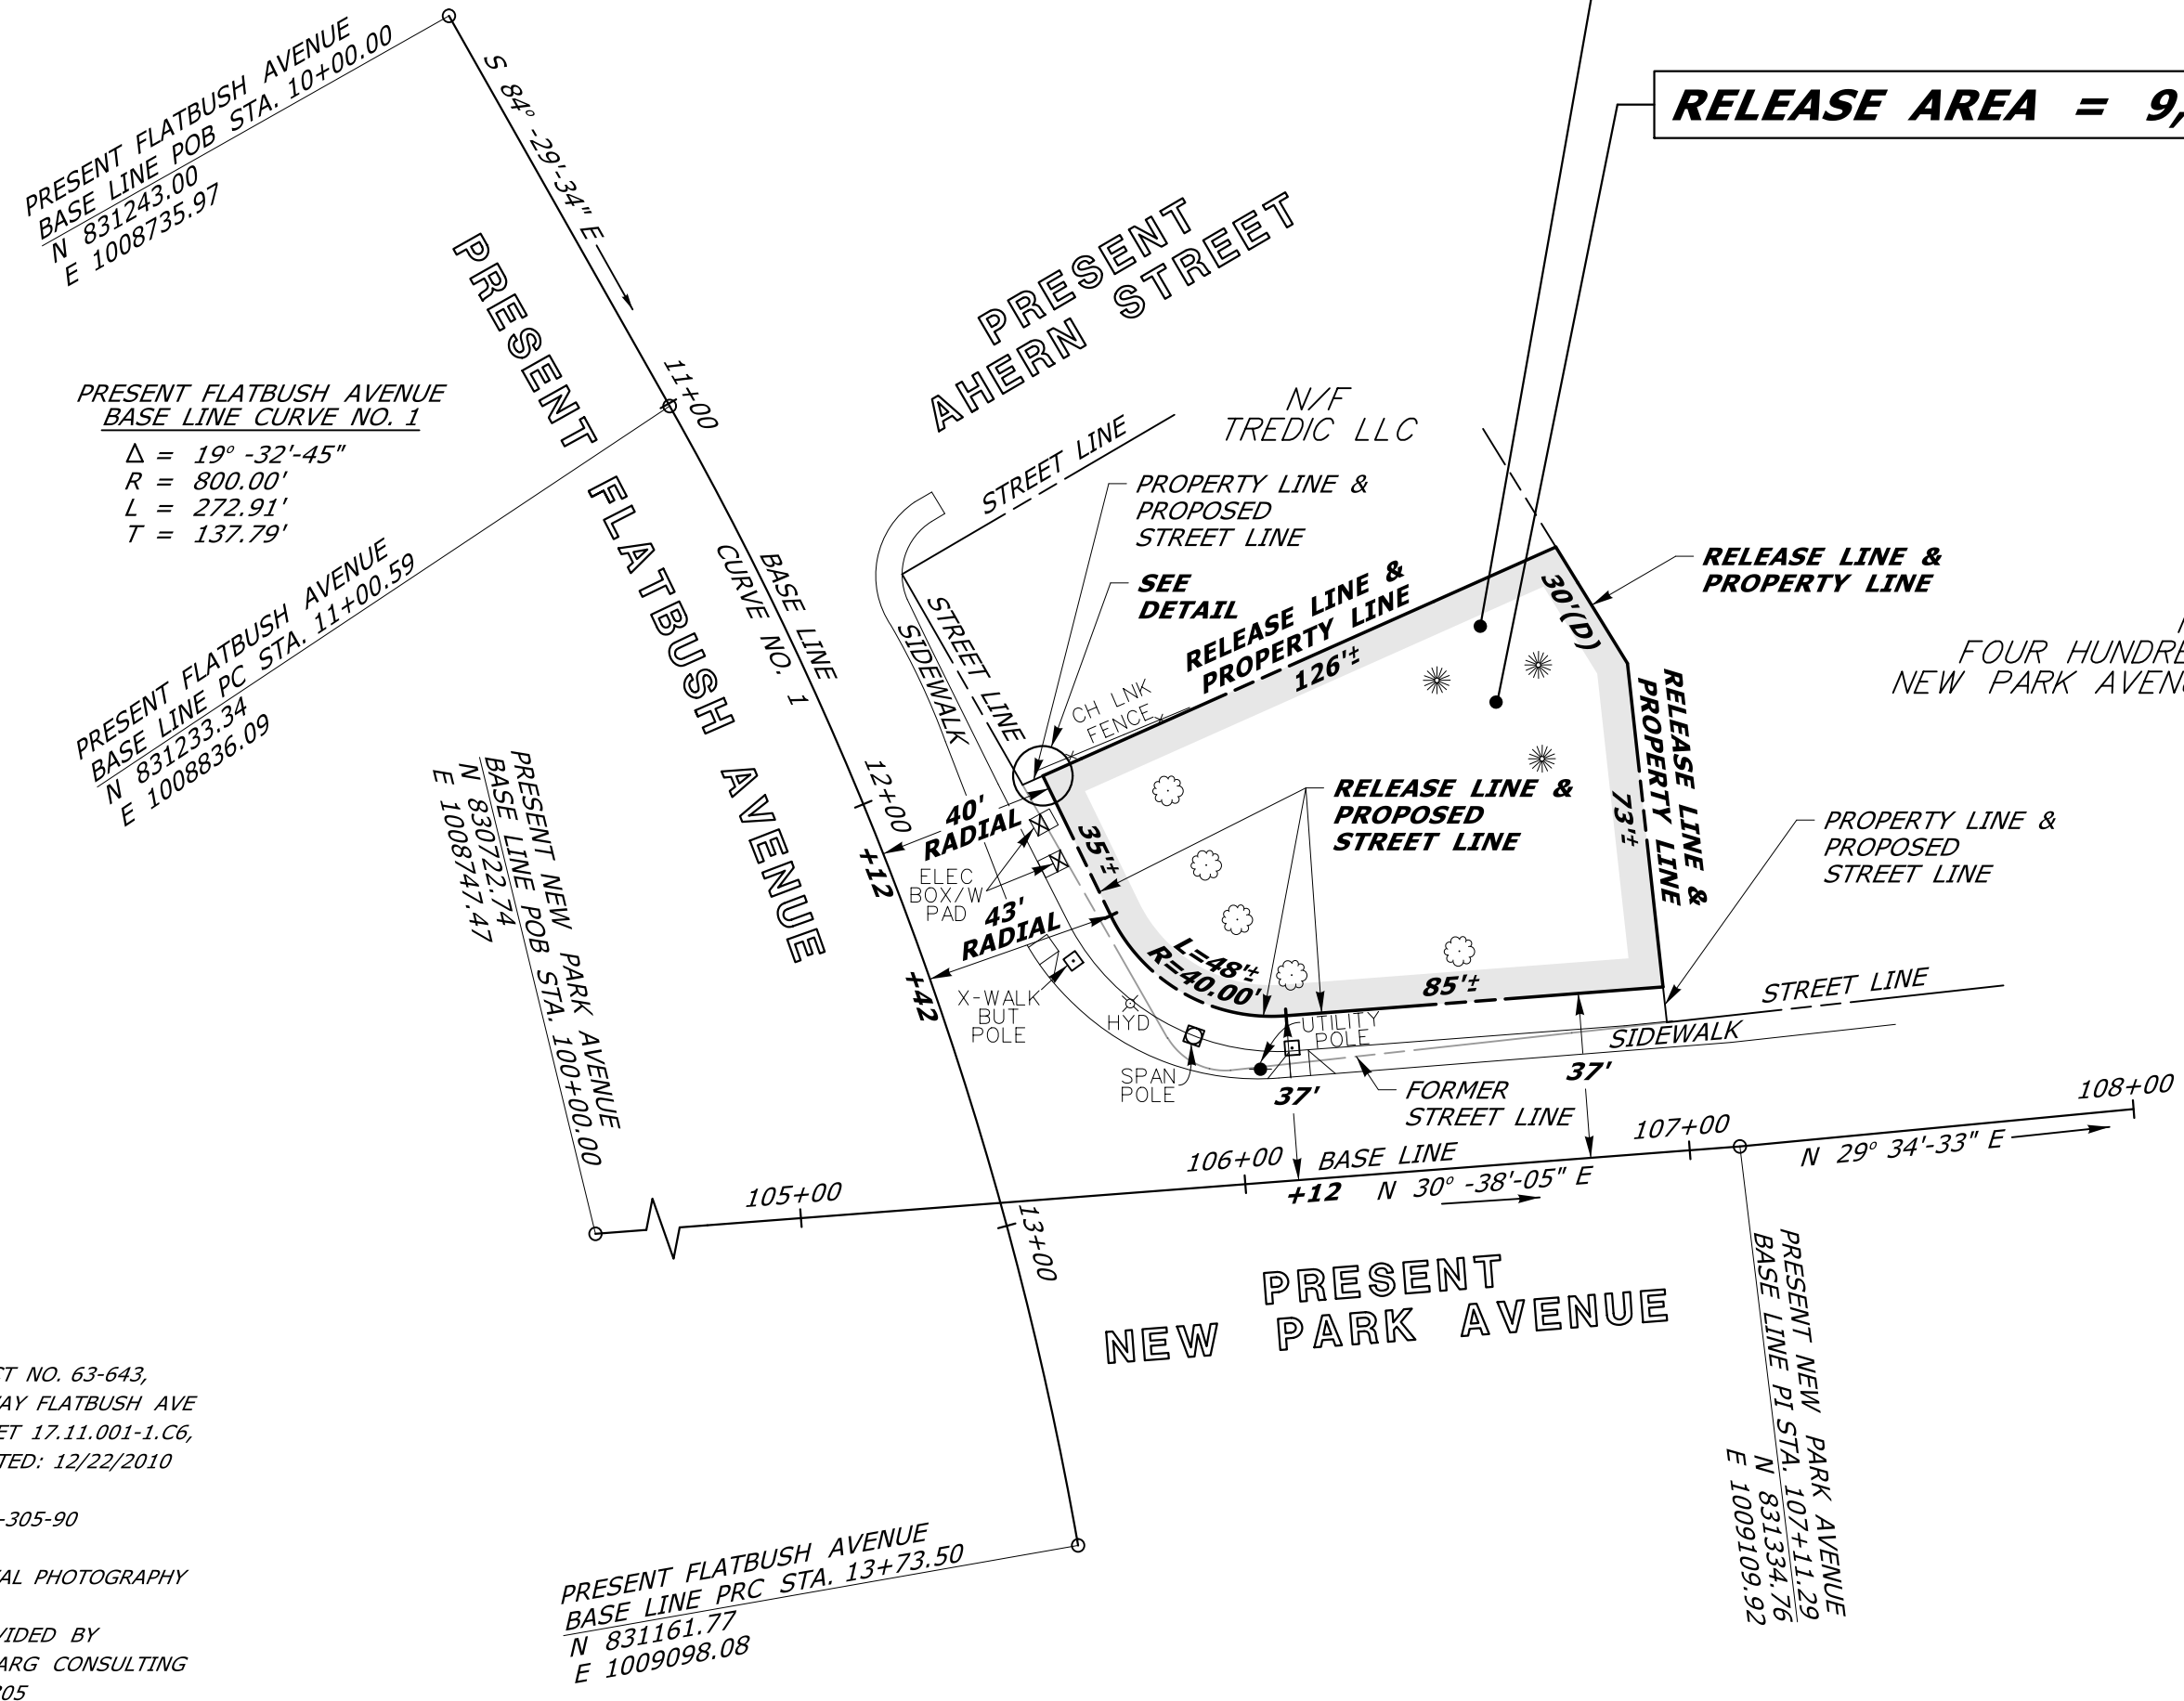 PRESENT FLATBUSH AVENUE
BASE LINE POB STA. 10+00.00
N 831243.00
E 1008735.97
S 84° -29'-34" E
RELEASE AREA = 9,
PRESENT
AHERN STREET
PRESENT FLATBUSH AVENUE
11+00
PRESENT FLATBUSH AVENUE
BASE LINE CURVE NO. 1
Δ = 19° -32'-45"
R = 800.00'
L = 272.91'
T = 137.79'
N/F
TREDIC LLC
STREET LINE
PROPERTY LINE &
PROPOSED
STREET LINE
SEE
DETAIL
RELEASE LINE &
PROPERTY LINE
126'±
30'(D)
RELEASE LINE &
PROPERTY LINE
FOUR HUNDRE
NEW PARK AVEN
PRESENT FLATBUSH AVENUE
BASE LINE PC STA. 11+00.59
N 831233.34
E 1008836.09
BASE LINE
CURVE NO. 1
STREET LINE
SIDEWALK
CH LNK
FENCE
RELEASE LINE &
PROPERTY LINE
73'±
12+00
40'
RADIAL
+12
35'±
RELEASE LINE &
PROPOSED
STREET LINE
PROPERTY LINE &
PROPOSED
STREET LINE
ELEC
BOX/W
PAD
43'
RADIAL
+42
PRESENT NEW PARK AVENUE
BASE LINE POB STA. 100+00.00
N 830722.74
E 1008747.47
L=48'±
R=40.00'
85'±
X-WALK
BUT
POLE
HYD
UTILITY
POLE
STREET LINE
SIDEWALK
SPAN
POLE
37'
37'
FORMER
STREET LINE
105+00
106+00
BASE LINE
107+00
108+00
+12
N 30° -38'-05" E
N 29° 34'-33" E
13+00
PRESENT
NEW PARK AVENUE
PRESENT NEW PARK AVENUE
BASE LINE PI STA. 107+11.29
N 831334.76
E 1009109.92
CT NO. 63-643,
WAY FLATBUSH AVE
ET 17.11.001-1.C6,
TED: 12/22/2010
-305-90
AL PHOTOGRAPHY
VIDED BY
ARG CONSULTING
05
PRESENT FLATBUSH AVENUE
BASE LINE PRC STA. 13+73.50
N 831161.77
E 1009098.08